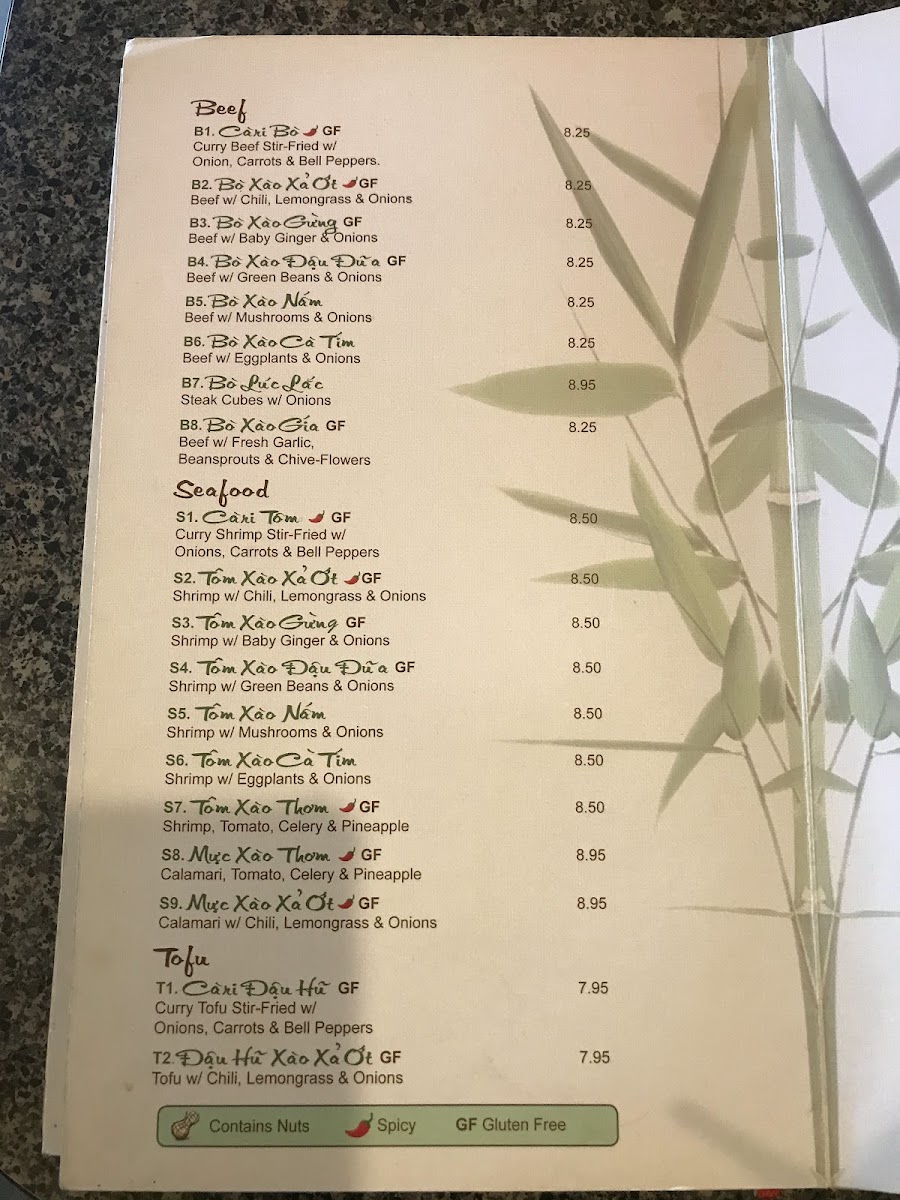 Beef
B1. Càri Bò GF 8.25
Curry Beef Stir-Fried w/
Onion, Carrots & Bell Peppers.
B2. Bò Xào Xả Ớt GF 8.25
Beef w/ Chili, Lemongrass & Onions
B3. Bò Xào Gừng GF 8.25
Beef w/ Baby Ginger & Onions
B4. Bò Xào Đậu Đũa GF 8.25
Beef w/ Green Beans & Onions
B5. Bò Xào Nấm 8.25
Beef w/ Mushrooms & Onions
B6. Bò Xào Cà Tím 8.25
Beef w/ Eggplants & Onions
B7. Bò Lúc Lắc 8.95
Steak Cubes w/ Onions
B8. Bò Xào Gía GF 8.25
Beef w/ Fresh Garlic,
Beansprouts & Chive-Flowers
Seafood
S1. Càri Tôm GF 8.50
Curry Shrimp Stir-Fried w/
Onions, Carrots & Bell Peppers
S2. Tôm Xào Xả Ớt GF 8.50
Shrimp w/ Chili, Lemongrass & Onions
S3. Tôm Xào Gừng GF 8.50
Shrimp w/ Baby Ginger & Onions
S4. Tôm Xào Đậu Đũa GF 8.50
Shrimp w/ Green Beans & Onions
S5. Tôm Xào Nấm 8.50
Shrimp w/ Mushrooms & Onions
S6. Tôm Xào Cà Tím 8.50
Shrimp w/ Eggplants & Onions
S7. Tôm Xào Thơm GF 8.50
Shrimp, Tomato, Celery & Pineapple
S8. Mực Xào Thơm GF 8.95
Calamari, Tomato, Celery & Pineapple
S9. Mực Xào Xả Ớt GF 8.95
Calamari w/ Chili, Lemongrass & Onions
Tofu
T1. Càri Đậu Hũ GF 7.95
Curry Tofu Stir-Fried w/
Onions, Carrots & Bell Peppers
T2. Đậu Hũ Xào Xả Ớt GF 7.95
Tofu w/ Chili, Lemongrass & Onions
Contains Nuts Spicy GF Gluten Free